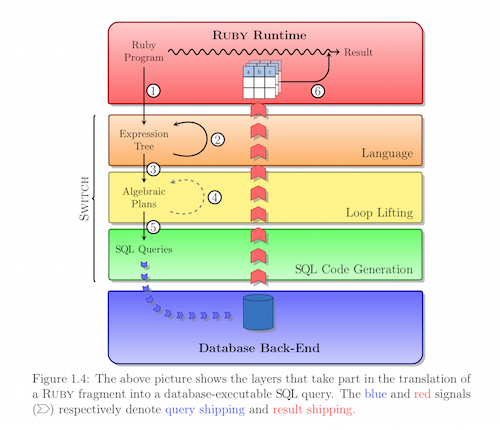 RUBY RUNTIME
Ruby
Program
Result
a b c
6
1
Expression
Tree
2
Language
3
Algebraic
Plans
4
Loop Lifting
5
SQL Queries
SQL Code Generation
SWITCH
Database Back-End
Figure 1.4: The above picture shows the layers that take part in the translation
of a RUBY fragment into a database-executable SQL query. The blue and red signals
() respectively denote query shipping and result shipping.